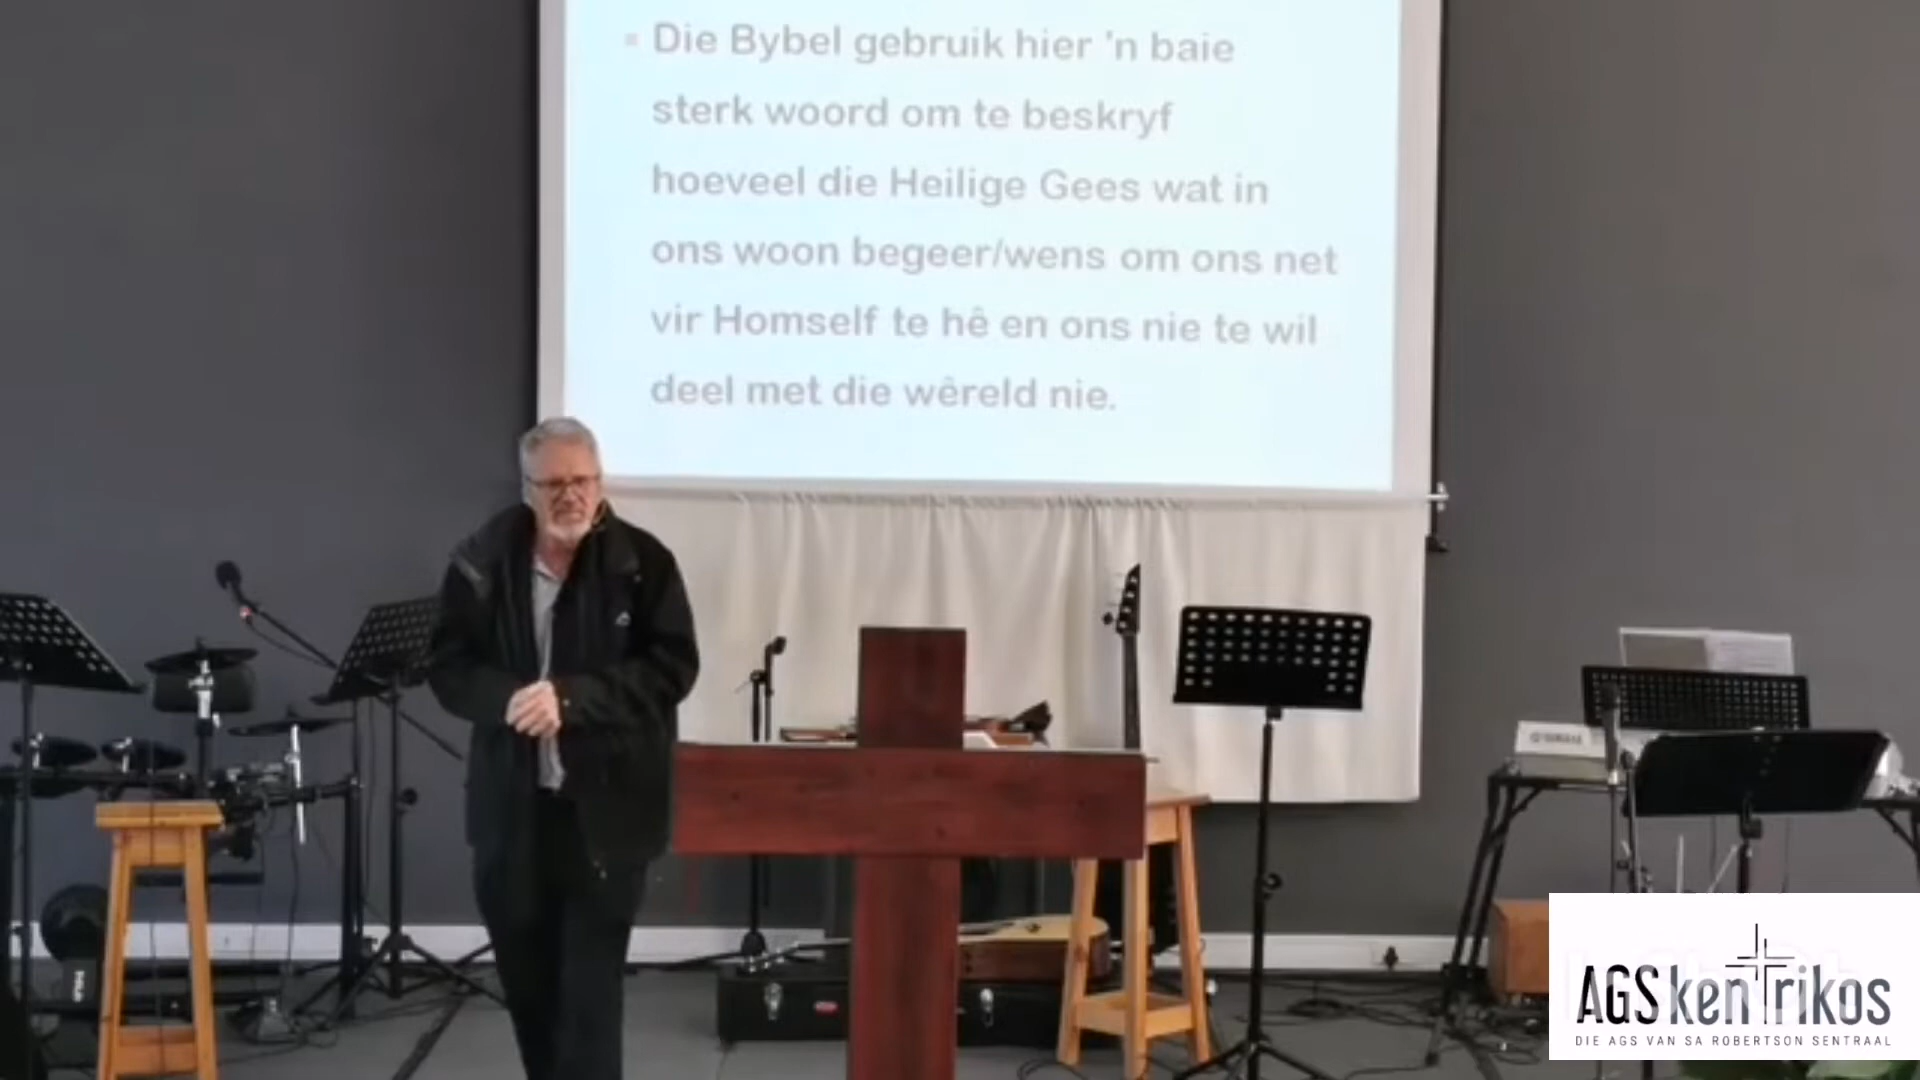 Die Bybel gebruik hier 'n baie
sterk woord om te beskryf
hoeveel die Heilige Gees wat in
ons woon begeer/wens om ons net
vir Homself te hê en ons nie te wil
deel met die wêreld nie.
YAMAHA
AGS kentrikos
DIE AGS VAN SA ROBERTSON SENTRAAL